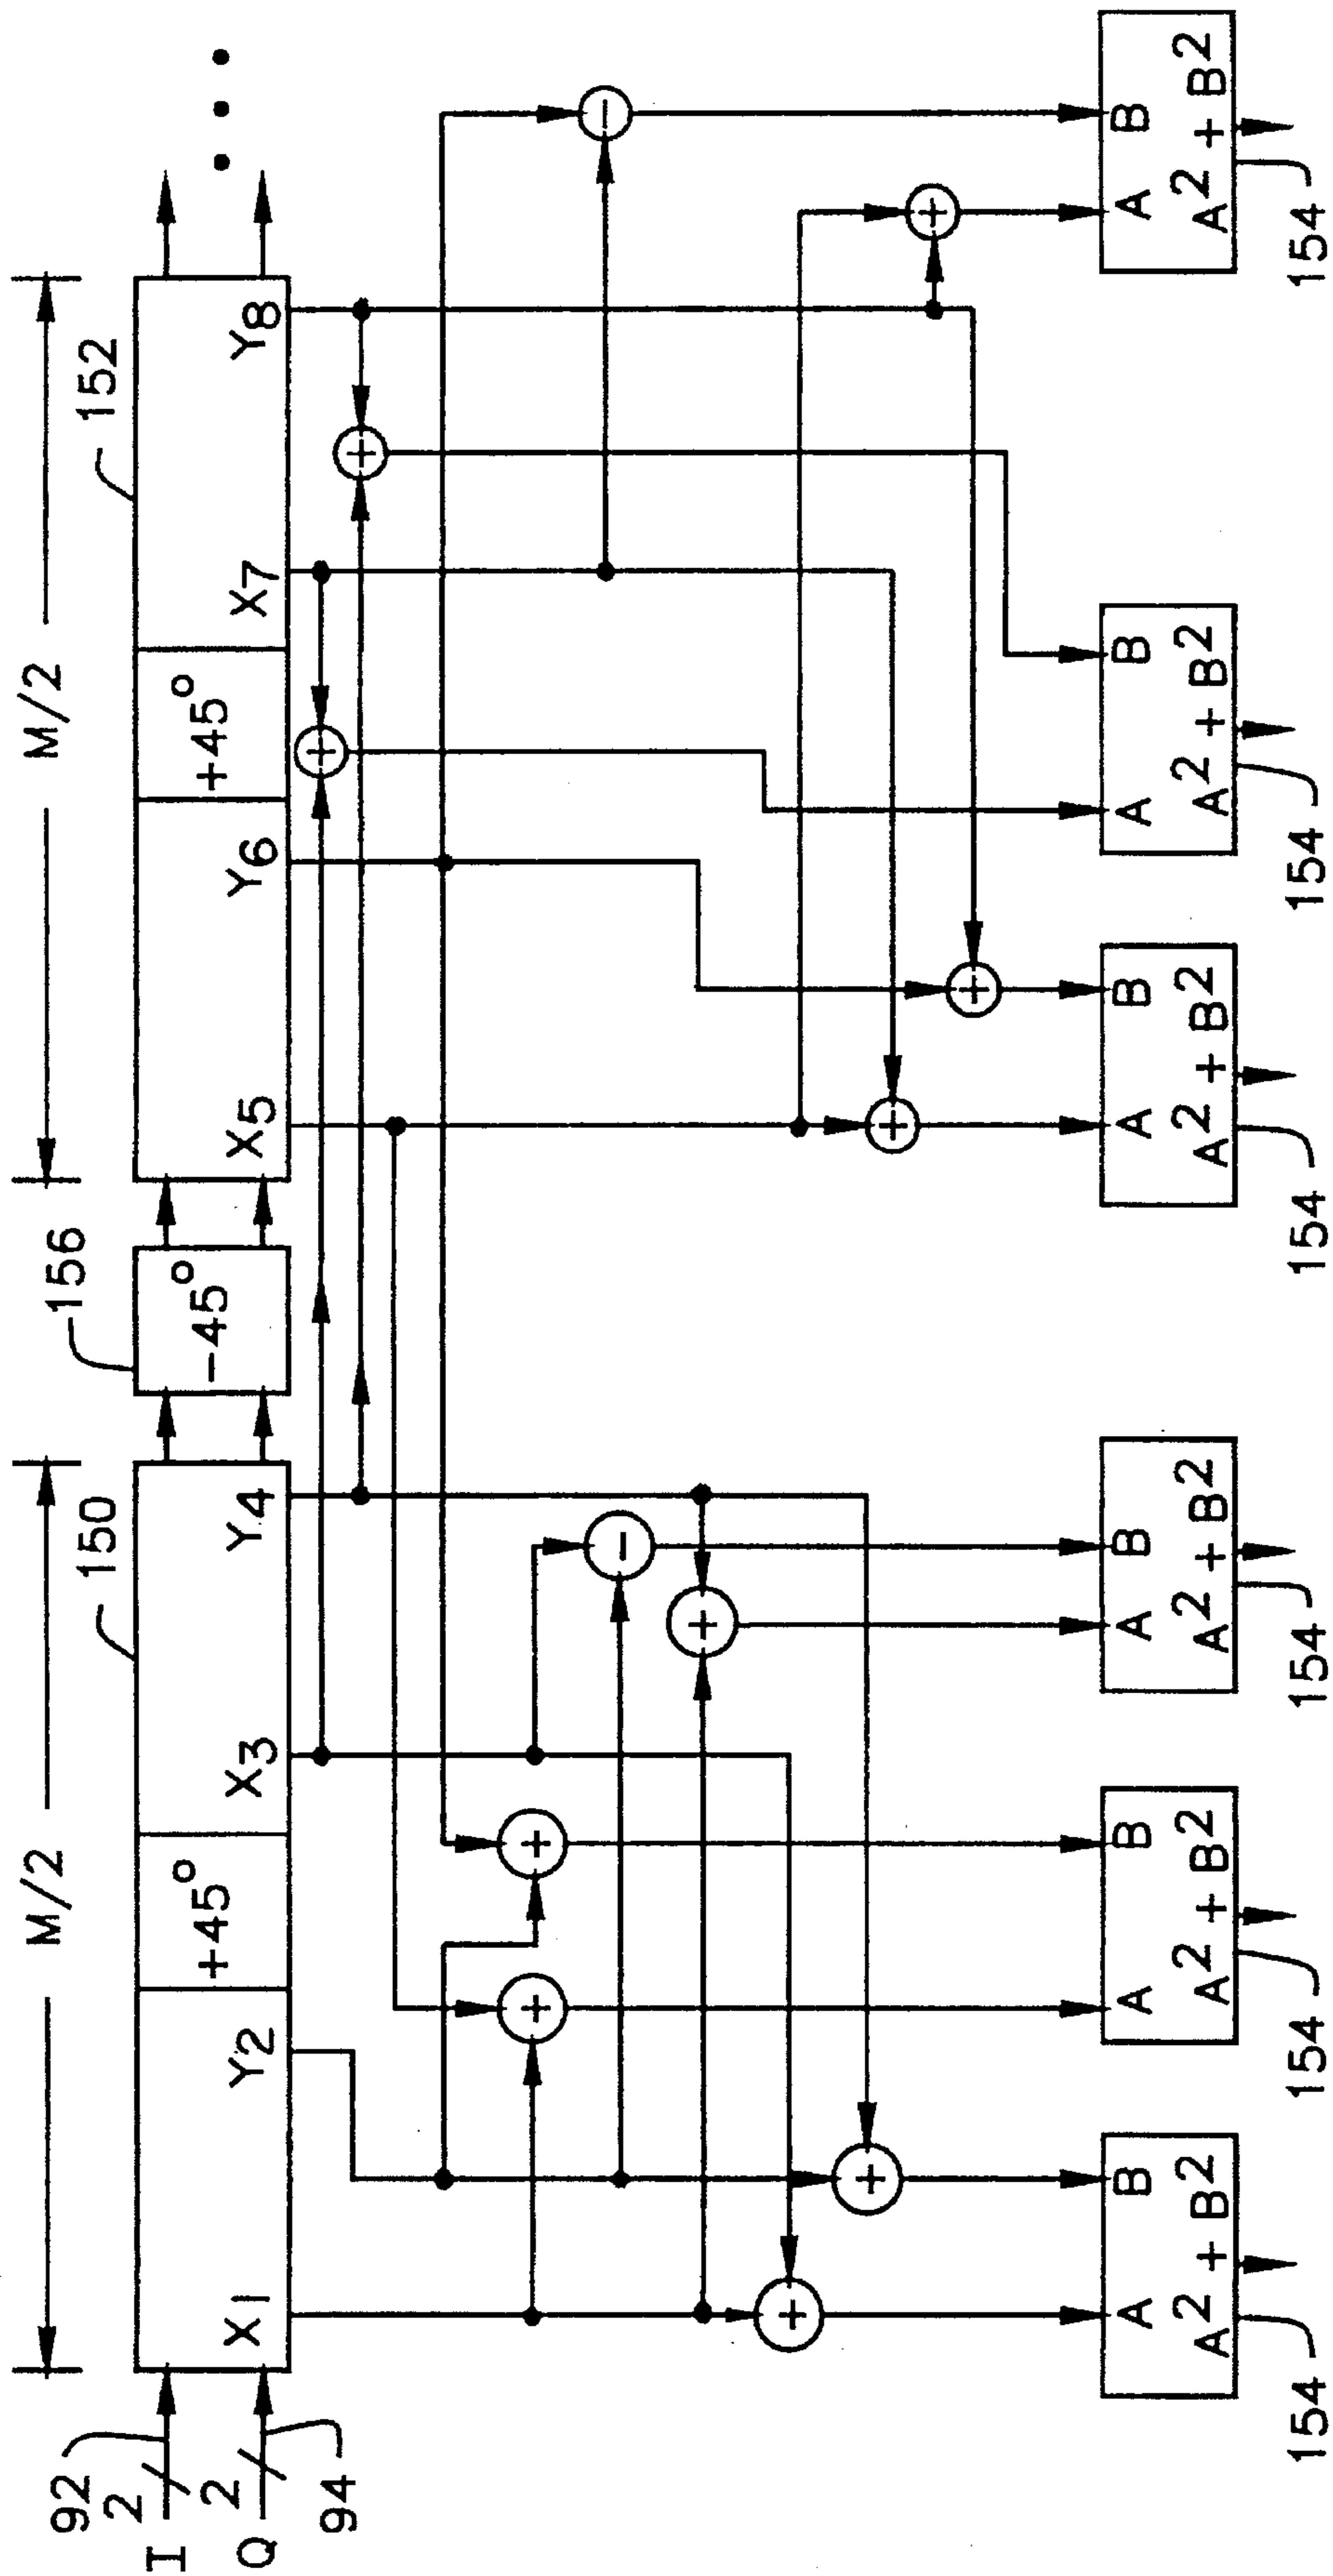 M/2
M/2
92
2
I
2
Q
94
150
156
152
X1
Y2
+45°
X3
Y4
-45°
X5
Y6
+45°
X7
Y8
+
+
+
+
+
+
−
+
+
+
+
+
+
−
A B
A² + B²
154
A B
A² + B²
154
A B
A² + B²
154
A B
A² + B²
154
A B
A² + B²
154
A B
A² + B²
154